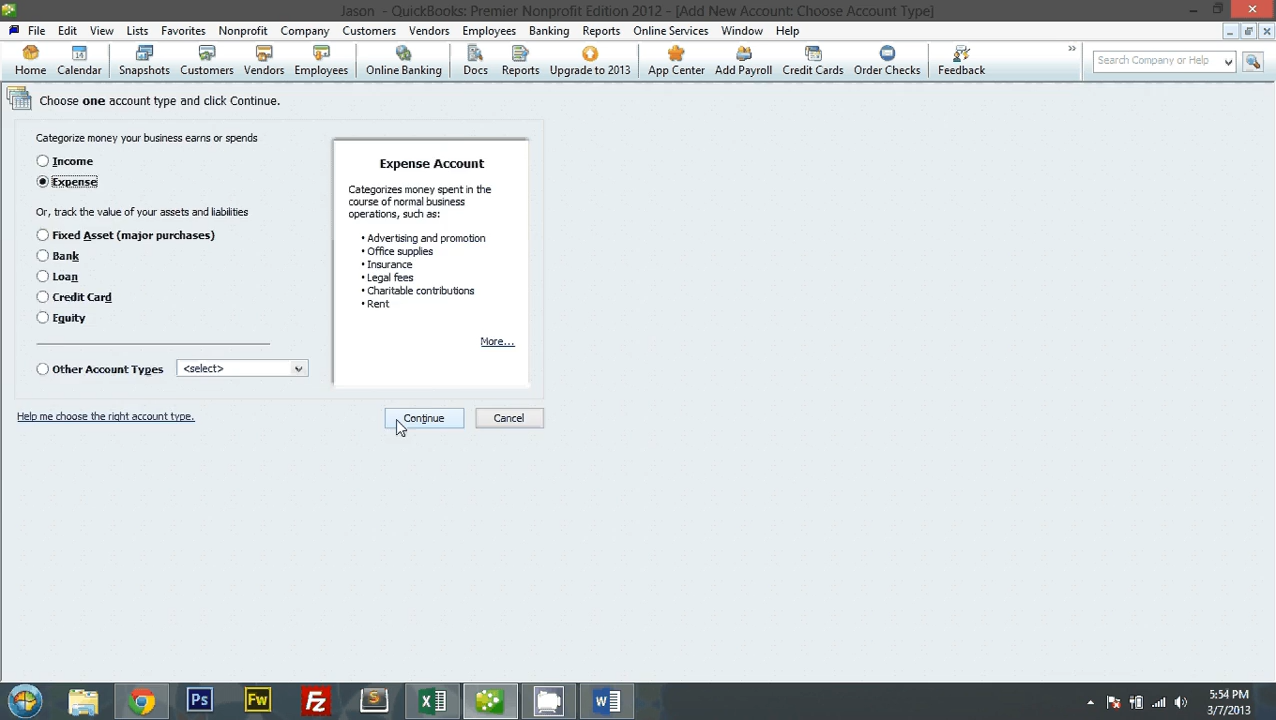 Jason - QuickBooks: Premier Nonprofit Edition 2012 - [Add New Account: Choose Account Type]
File Edit View Lists Favorites Nonprofit Company Customers Vendors Employees Banking Reports Online Services Window Help
Home Calendar Snapshots Customers Vendors Employees Online Banking Docs Reports Upgrade to 2013 App Center Add Payroll Credit Cards Order Checks Feedback
Search Company or Help
Choose one account type and click Continue.
Categorize money your business earns or spends
Income
Expense
Or, track the value of your assets and liabilities
Fixed Asset (major purchases)
Bank
Loan
Credit Card
Equity
Other Account Types <select>
Expense Account
Categorizes money spent in the
course of normal business
operations, such as:
• Advertising and promotion
• Office supplies
• Insurance
• Legal fees
• Charitable contributions
• Rent
More...
Help me choose the right account type.
Continue Cancel
Ps Fw Fz S X W
5:54 PM
3/7/2013